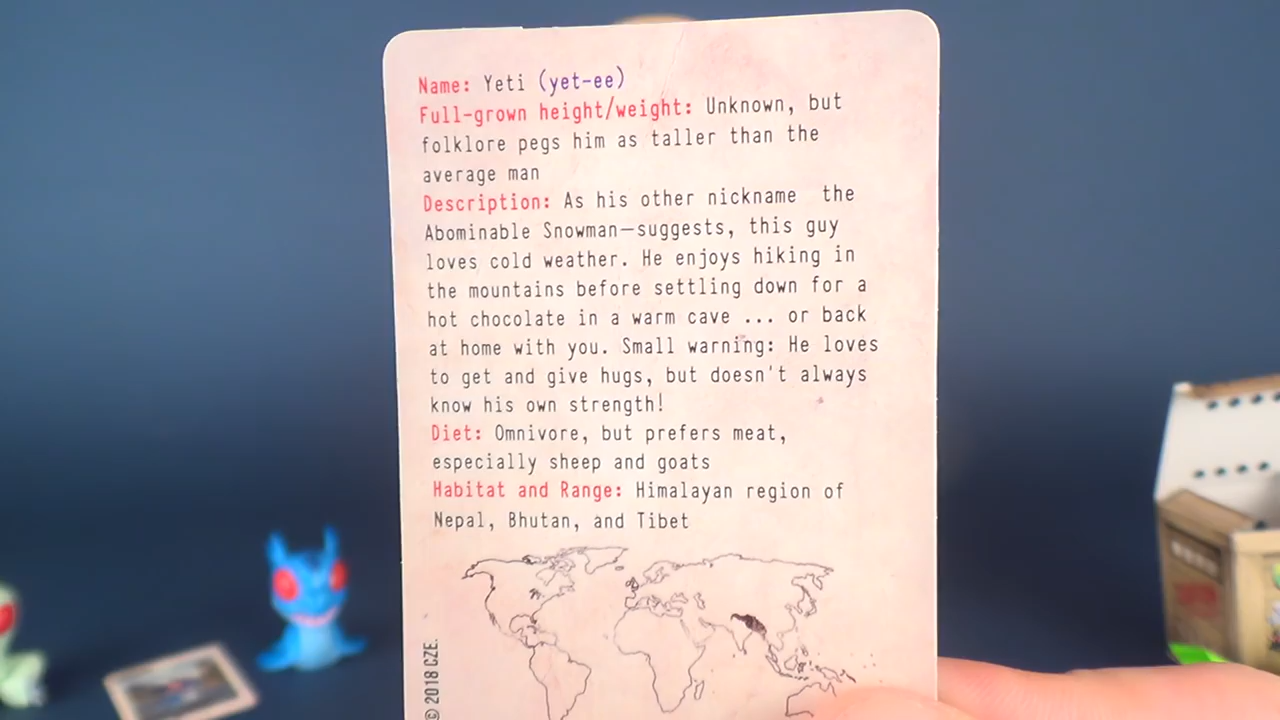 Name: Yeti (yet-ee)
Full-grown height/weight: Unknown, but
folklore pegs him as taller than the
average man
Description: As his other nickname  the
Abominable Snowman—suggests, this guy
loves cold weather. He enjoys hiking in
the mountains before settling down for a
hot chocolate in a warm cave ... or back
at home with you. Small warning: He loves
to get and give hugs, but doesn't always
know his own strength!
Diet: Omnivore, but prefers meat,
especially sheep and goats
Habitat and Range: Himalayan region of
Nepal, Bhutan, and Tibet
© 2018 CZE.